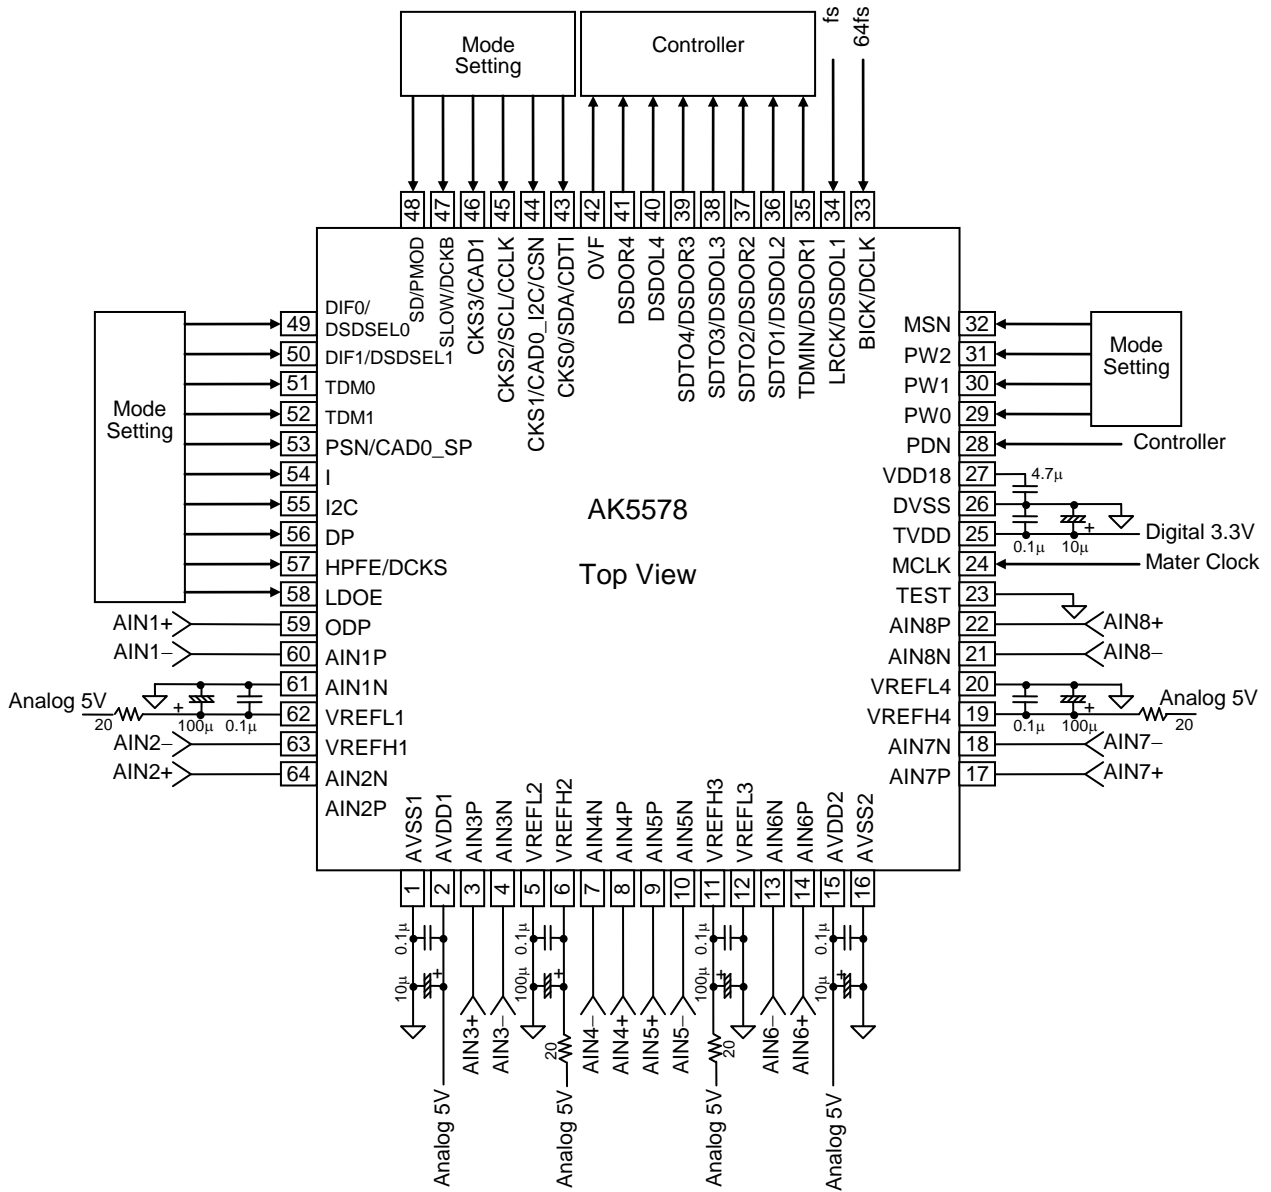 Mode
Setting
Controller
fs
64fs
48
47
46
45
44
43
42
41
40
39
38
37
36
35
34
33
SD/PMOD
SLOW/DCKB
CKS3/CAD1
CKS2/SCL/CCLK
CKS1/CAD0_I2C/CSN
CKS0/SDA/CDTI
OVF
DSDOR4
DSDOL4
SDTO4/DSDOR3
SDTO3/DSDOL3
SDTO2/DSDOR2
SDTO1/DSDOL2
TDMIN/DSDOR1
LRCK/DSDOL1
BICK/DCLK
Mode
Setting
49
DIF0/
DSDSEL0
50
DIF1/DSDSEL1
51
TDM0
52
TDM1
53
PSN/CAD0_SP
54
I
55
I2C
56
DP
57
HPFE/DCKS
58
LDOE
AIN1+
59
ODP
AIN1−
60
AIN1P
61
AIN1N
Analog 5V
20
+
100µ
0.1µ
62
VREFL1
AIN2−
63
VREFH1
AIN2+
64
AIN2N
AIN2P
AK5578
Top View
MSN
32
PW2
31
PW1
30
PW0
29
Mode
Setting
PDN
28
Controller
VDD18
27
4.7µ
DVSS
26
TVDD
25
0.1µ
10µ
+
Digital 3.3V
MCLK
24
Mater Clock
TEST
23
AIN8P
22
AIN8+
AIN8N
21
AIN8−
VREFL4
20
VREFH4
19
0.1µ
100µ
+
Analog 5V
20
AIN7N
18
AIN7−
AIN7P
17
AIN7+
AVSS1
AVDD1
AIN3P
AIN3N
VREFL2
VREFH2
AIN4N
AIN4P
AIN5P
AIN5N
VREFH3
VREFL3
AIN6N
AIN6P
AVDD2
AVSS2
1
2
3
4
5
6
7
8
9
10
11
12
13
14
15
16
0.1µ
0.1µ
0.1µ
0.1µ
10µ
+
100µ
+
100µ
+
10µ
+
AIN3+
AIN3−
20
AIN4−
AIN4+
AIN5+
AIN5−
20
AIN6−
AIN6+
Analog 5V
Analog 5V
Analog 5V
Analog 5V